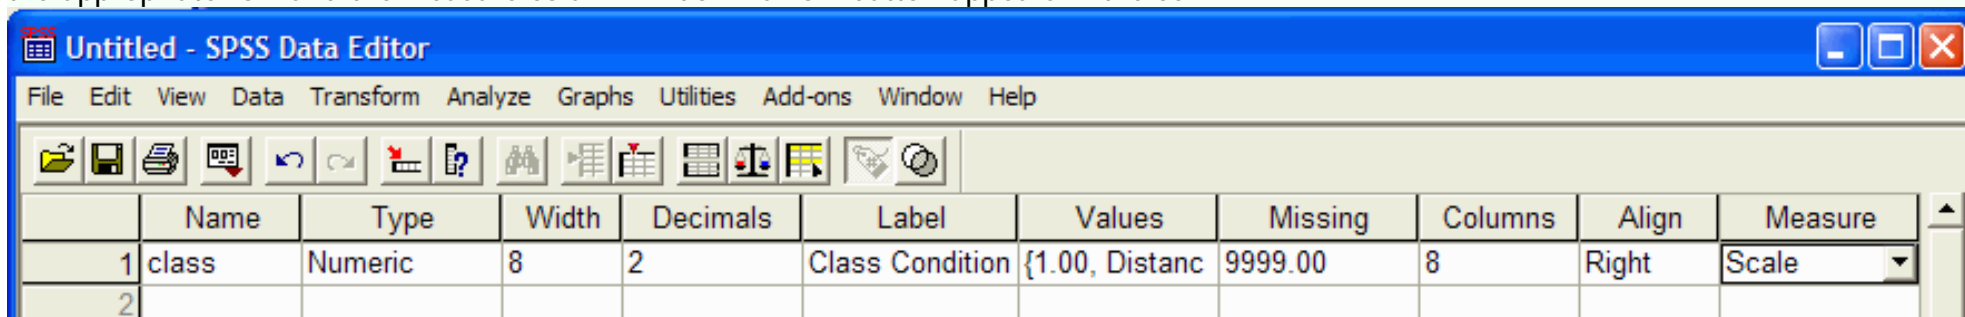 Untitled - SPSS Data Editor
File Edit View Data Transform Analyze Graphs Utilities Add-ons Window Help
Name Type Width Decimals Label Values Missing Columns Align Measure
1 class Numeric 8 2 Class Condition {1.00, Distanc 9999.00 8 Right Scale
2